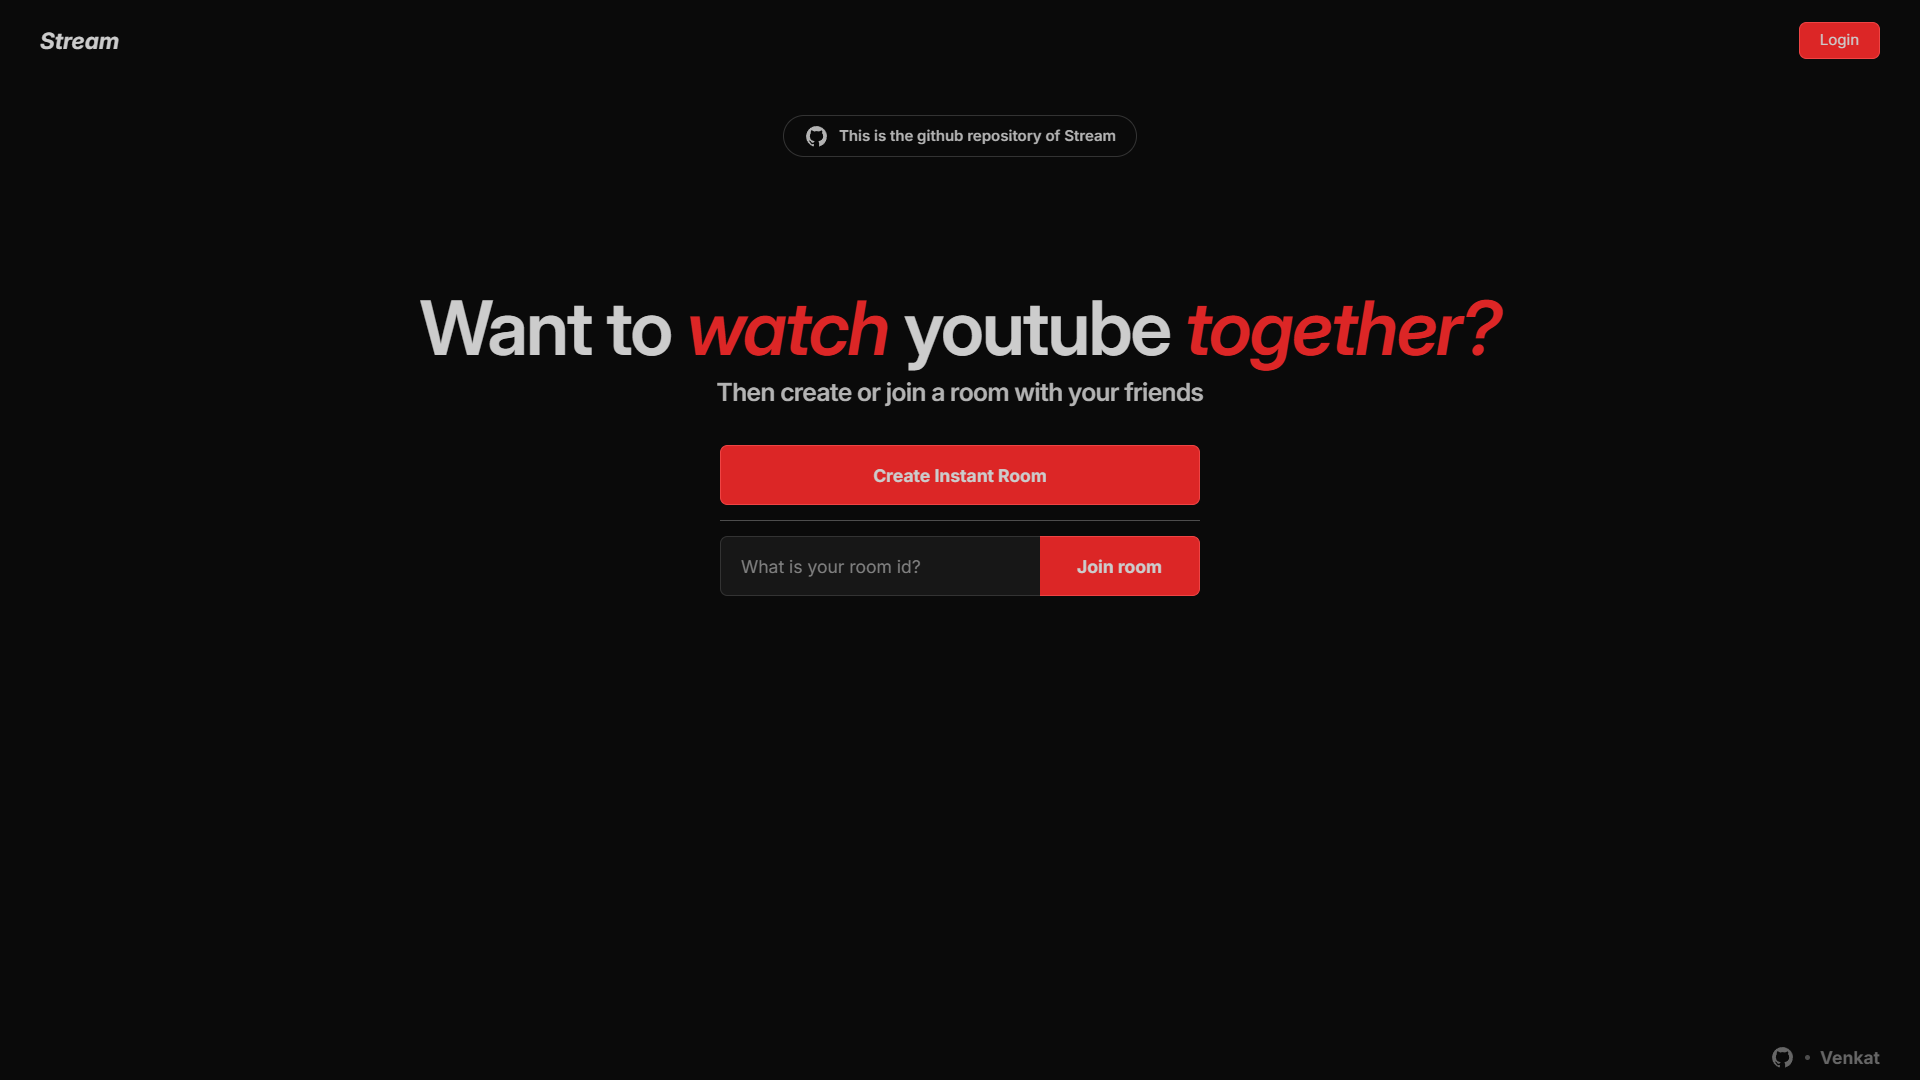 Stream
Login
This is the github repository of Stream
Want to watch youtube together?
Then create or join a room with your friends
Create Instant Room
What is your room id?
Join room
• Venkat